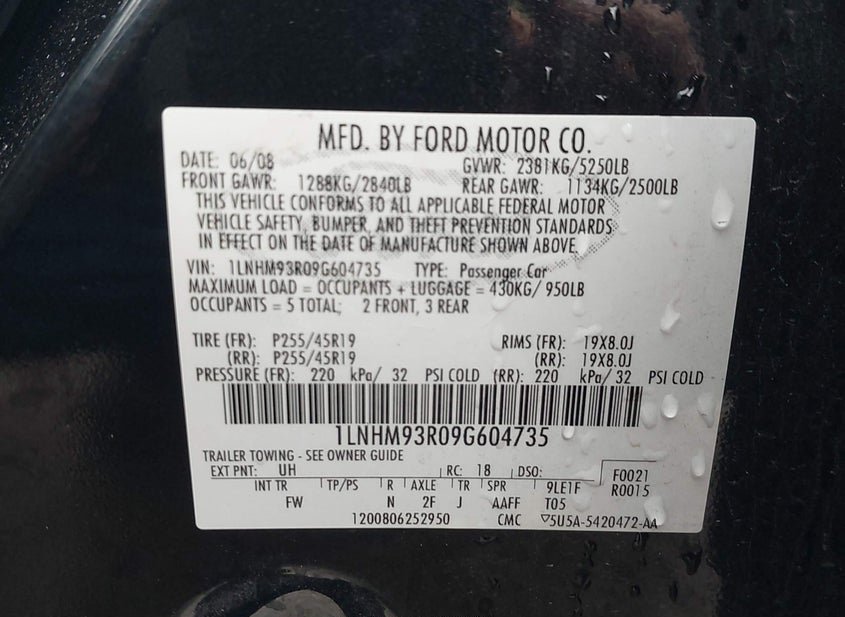 MFD. BY FORD MOTOR CO.
DATE: 06/08 GVWR: 2381KG/5250LB
FRONT GAWR: 1288KG/2840LB REAR GAWR: 1134KG/2500LB
THIS VEHICLE CONFORMS TO ALL APPLICABLE FEDERAL MOTOR
VEHICLE SAFETY, BUMPER, AND THEFT PREVENTION STANDARDS
IN EFFECT ON THE DATE OF MANUFACTURE SHOWN ABOVE.
VIN: 1LNHM93R09G604735 TYPE: Passenger Car
MAXIMUM LOAD = OCCUPANTS + LUGGAGE = 430KG/ 950LB
OCCUPANTS = 5 TOTAL; 2 FRONT, 3 REAR
TIRE (FR): P255/45R19 RIMS (FR): 19X8.0J
(RR): P255/45R19 (RR): 19X8.0J
PRESSURE (FR): 220 kPa/ 32 PSI COLD (RR): 220 kPa/ 32 PSI COLD
1LNHM93R09G604735
TRAILER TOWING - SEE OWNER GUIDE
EXT PNT: UH RC: 18 DSO: F0021
INT TR TP/PS R AXLE TR SPR 9LE1F R0015
FW N 2F J AAFF T05
1200806252950 CMC ▽5U5A-5420472-AA